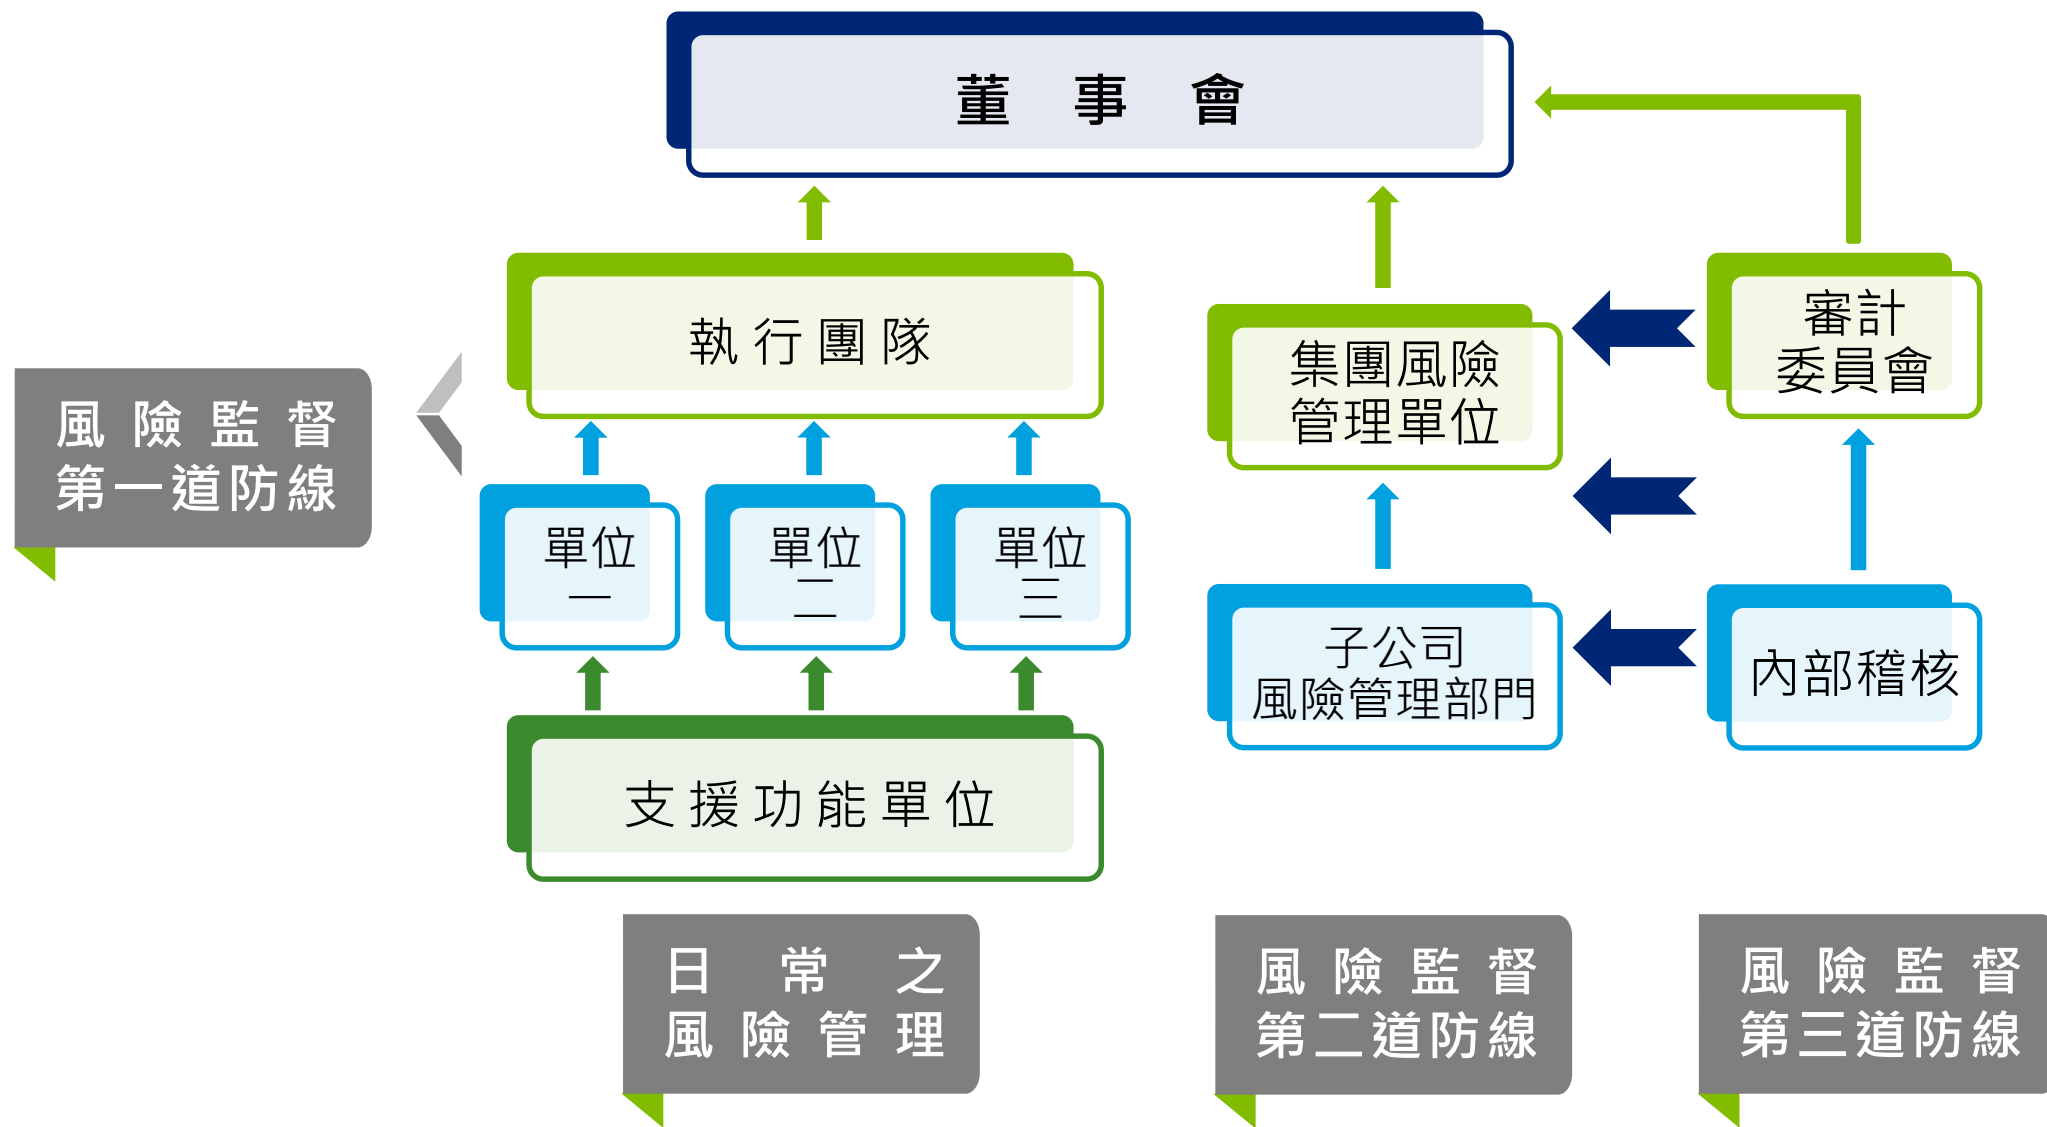 董事會
執行團隊
審計
委員會
集團風險
管理單位
風險監督
第一道防線
單位
一
單位
二
單位
三
子公司
風險管理部門
內部稽核
支援功能單位
日常之
風險管理
風險監督
第二道防線
風險監督
第三道防線